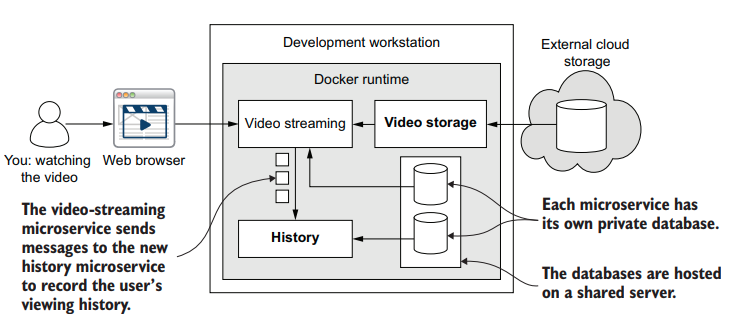 Development workstation
External cloud
storage
Docker runtime
Video streaming
Video storage
You: watching
the video
Web browser
The video-streaming
microservice sends
messages to the new
history microservice
to record the user's
viewing history.
History
Each microservice has
its own private database.
The databases are hosted
on a shared server.